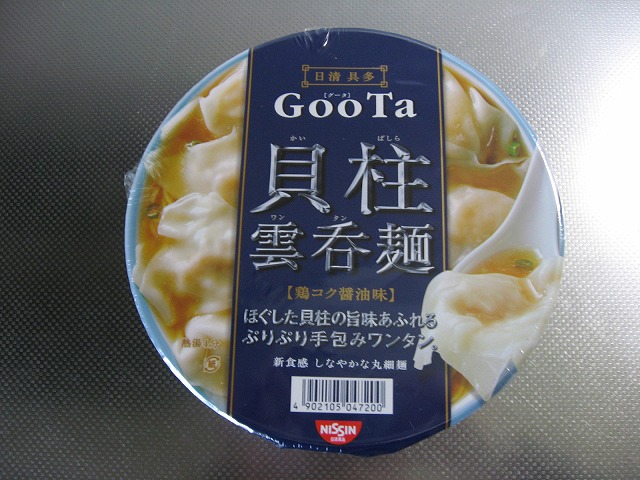 日清 具多
GooTa
[グータ]
かい ばしら
貝柱
ワン タン
雲呑麺
【鶏コク醤油味】
ほぐした貝柱の旨味あふれる
ぷりぷり手包みワンタン。
新食感 しなやかな丸細麺
4 902105 047200
NISSIN
熱湯